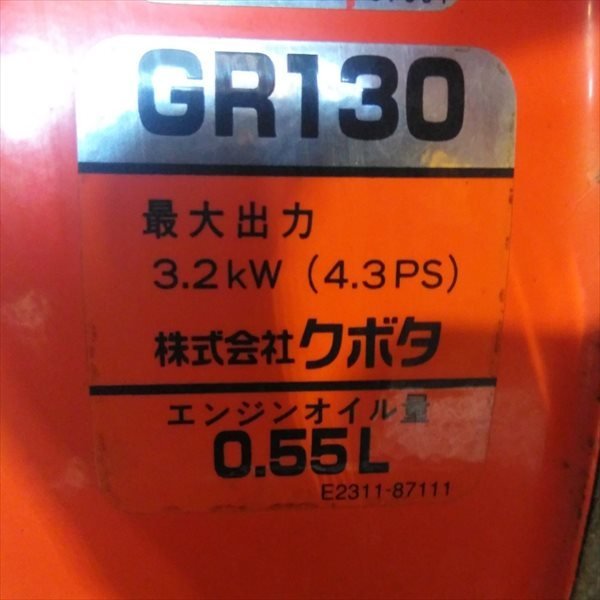 GR130
最大出力
3.2kW (4.3PS)
株式会社クボタ
エンジンオイル量
0.55L
E2311-87111